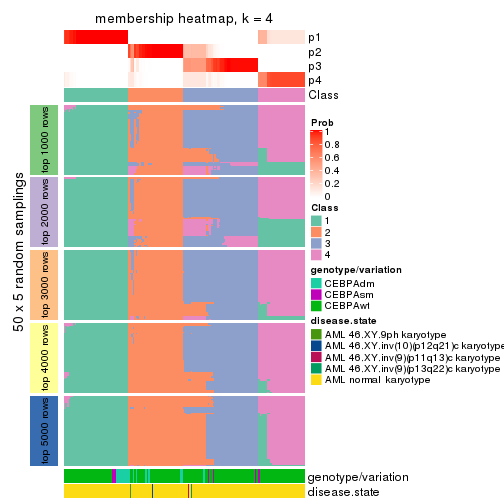 membership heatmap, k = 4
p1
p2
p3
p4
Class
50 x 5 random samplings
top 1000 rows
top 2000 rows
top 3000 rows
top 4000 rows
top 5000 rows
Prob
1
0.8
0.6
0.4
0.2
0
Class
1
2
3
4
genotype/variation
CEBPAdm
CEBPAsm
CEBPAwt
disease.state
AML 46.XY.9ph karyotype
AML 46.XY.inv(10)(p12q21)c karyotype
AML 46.XY.inv(9)(p11q13)c karyotype
AML 46.XY.inv(9)(p13q22)c karyotype
AML normal karyotype
genotype/variation
disease.state